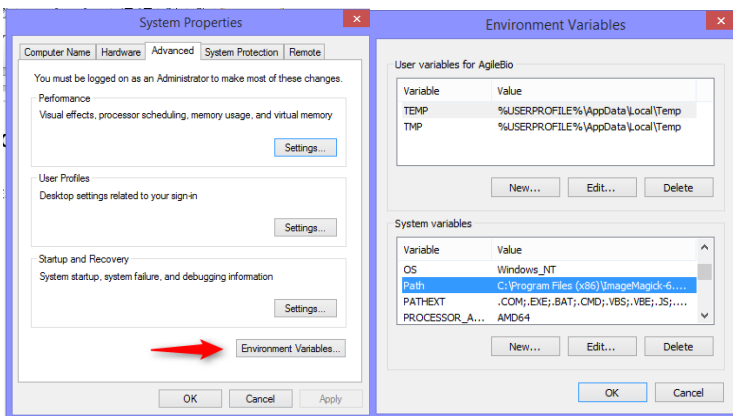 System Properties
Computer Name Hardware Advanced System Protection Remote
You must be logged on as an Administrator to make most of these changes.
Performance
Visual effects, processor scheduling, memory usage, and virtual memory
Settings...
User Profiles
Desktop settings related to your sign-in
Settings...
Startup and Recovery
System startup, system failure, and debugging information
Settings...
Environment Variables...
OK Cancel Apply
Environment Variables
User variables for AgileBio
Variable Value
TEMP %USERPROFILE%\AppData\Local\Temp
TMP %USERPROFILE%\AppData\Local\Temp
New... Edit... Delete
System variables
Variable Value
OS Windows_NT
Path C:\Program Files (x86)\ImageMagick-6....
PATHEXT .COM;.EXE;.BAT;.CMD;.VBS;.VBE;.JS;....
PROCESSOR_A... AMD64
New... Edit... Delete
OK Cancel